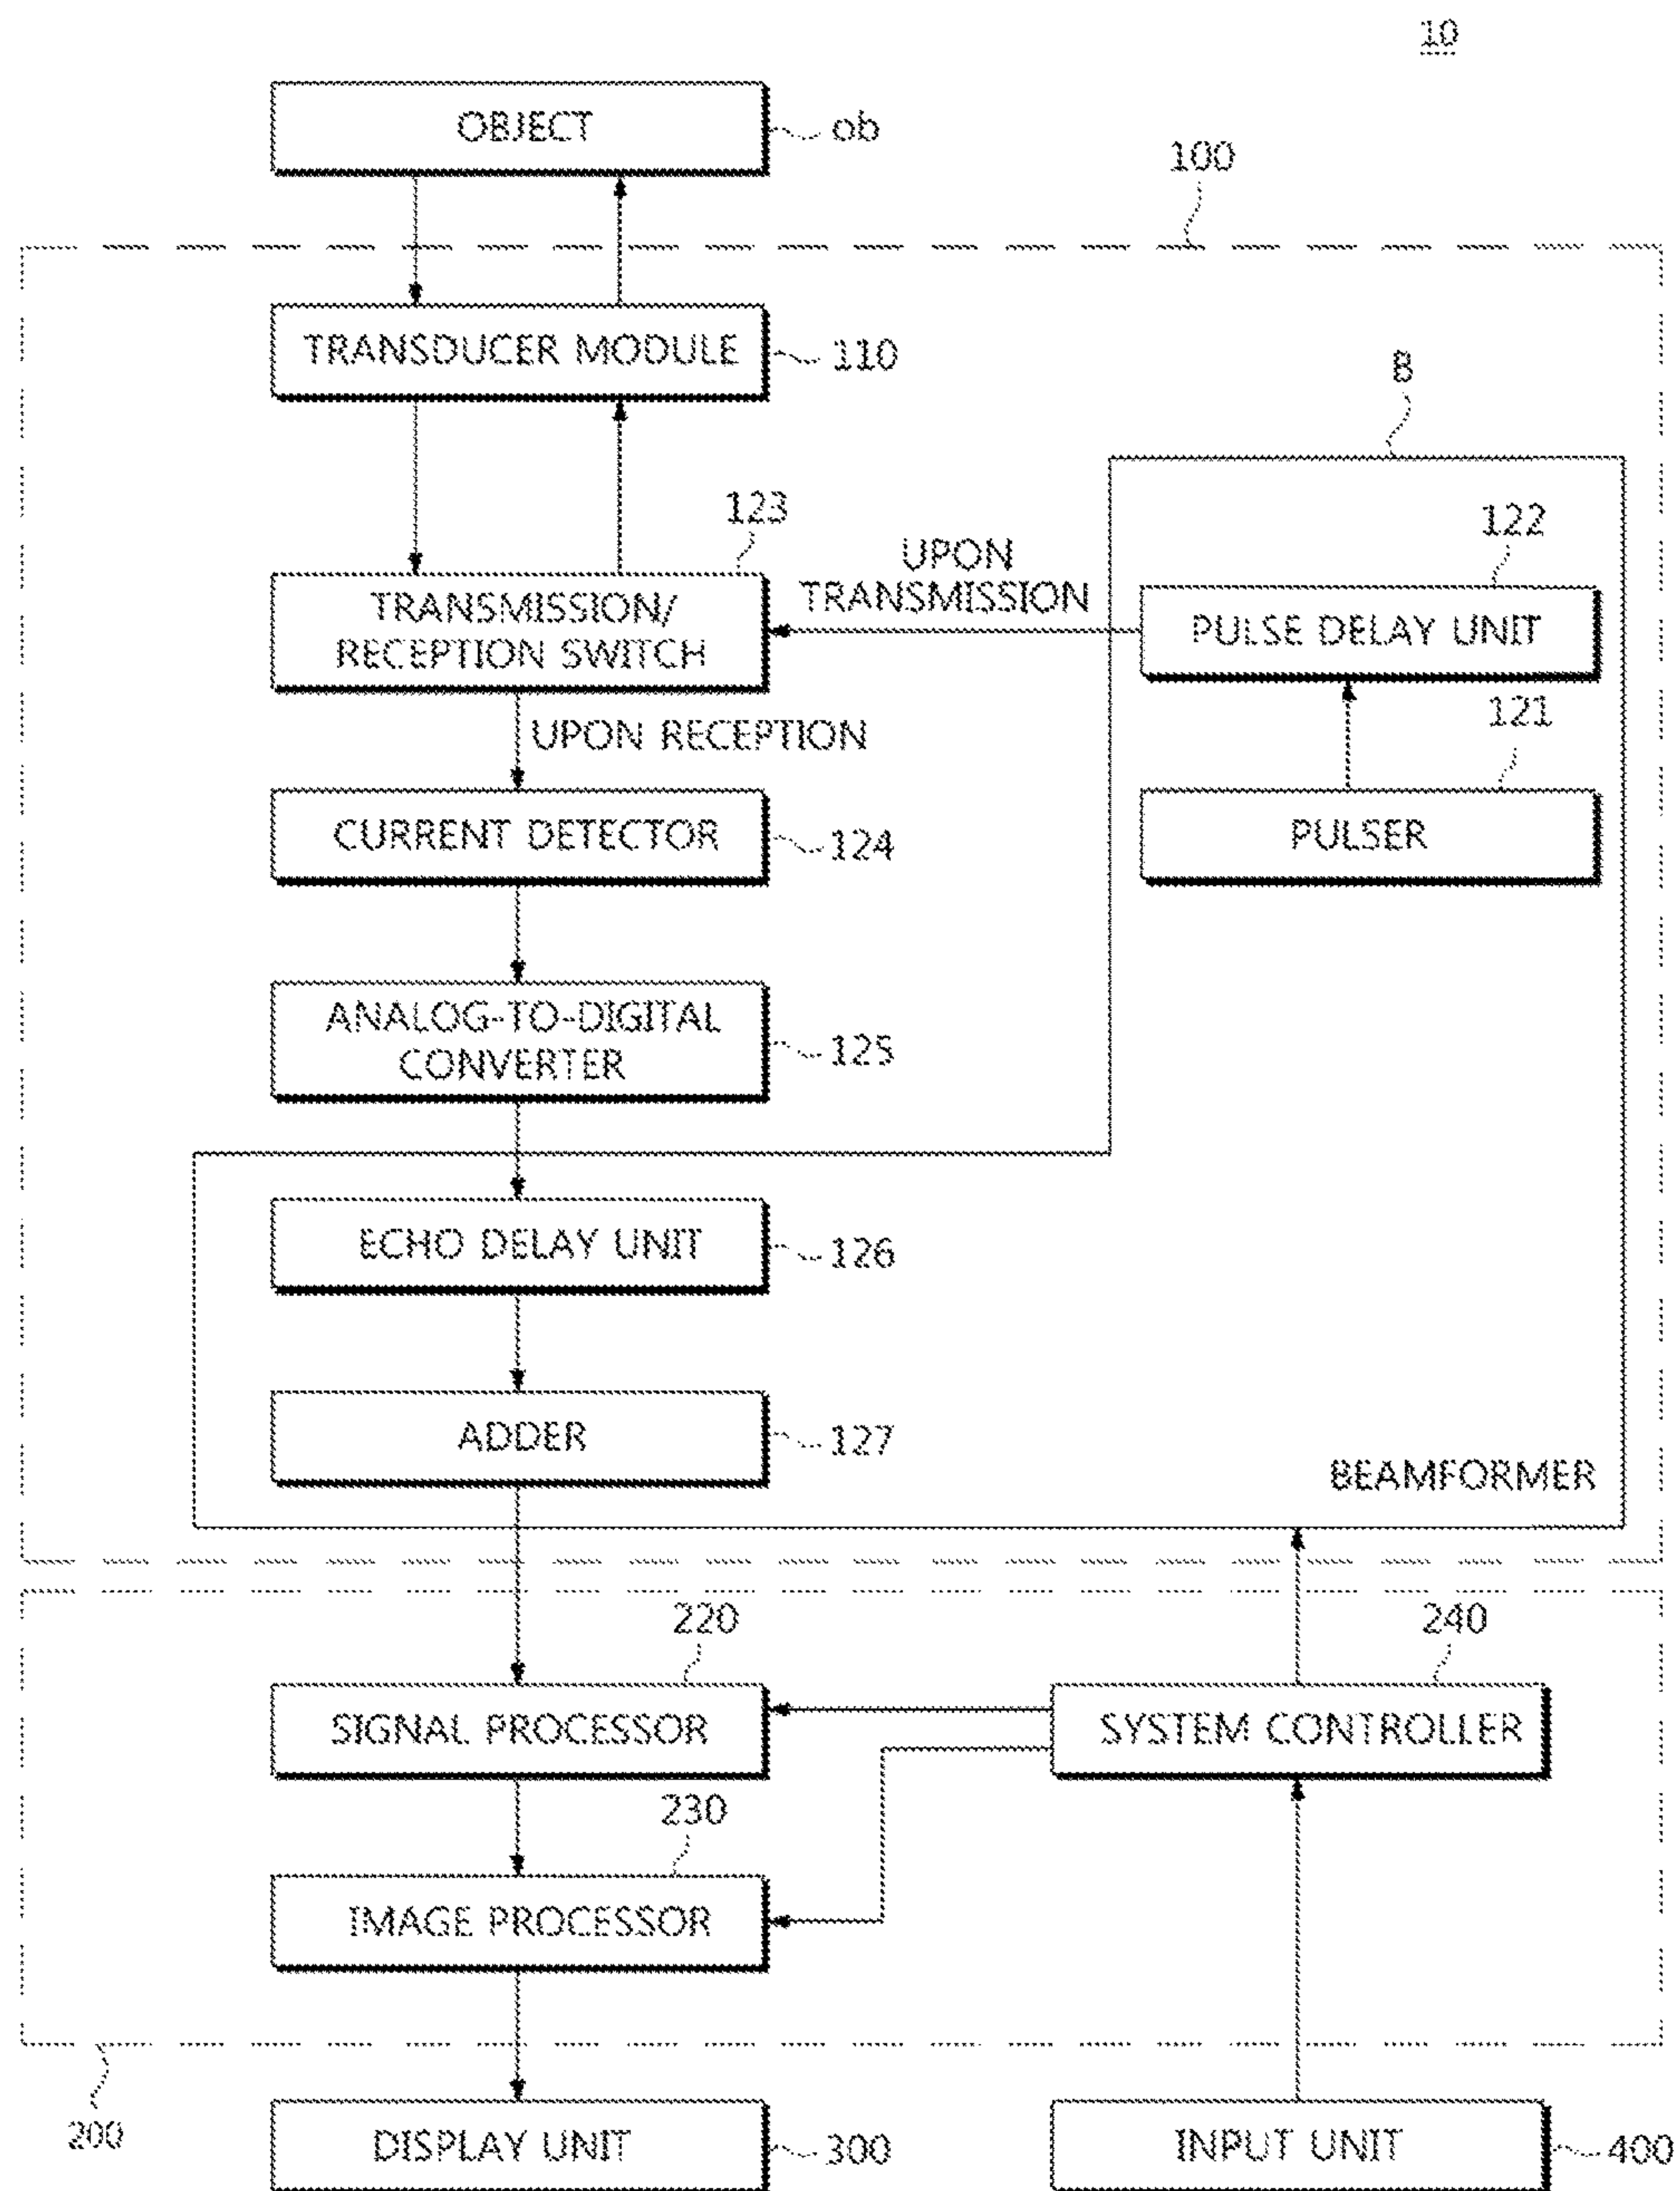 10
OBJECT
ob
100
TRANSDUCER MODULE
110
B
123
122
UPON
TRANSMISSION
TRANSMISSION/
RECEPTION SWITCH
PULSE DELAY UNIT
121
UPON RECEPTION
CURRENT DETECTOR
124
PULSER
ANALOG-TO-DIGITAL
CONVERTER
125
ECHO DELAY UNIT
126
ADDER
127
BEAMFORMER
220
240
SIGNAL PROCESSOR
SYSTEM CONTROLLER
230
IMAGE PROCESSOR
200
DISPLAY UNIT
300
INPUT UNIT
400